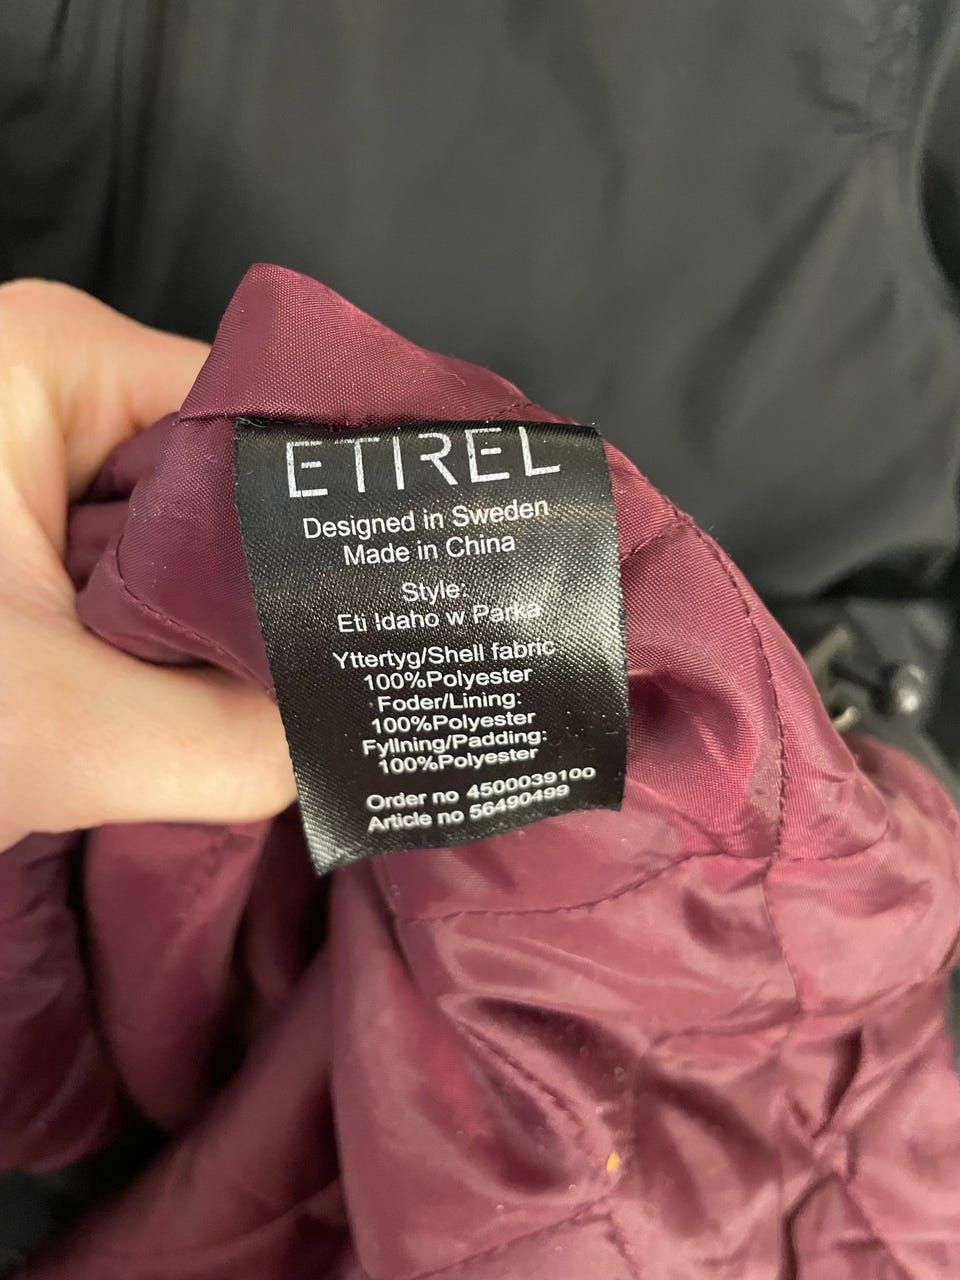 ETIREL
Designed in Sweden
Made in China
Style:
Eti Idaho w Parka
Yttertyg/Shell fabric
100%Polyester
Foder/Lining:
100%Polyester
Fyllning/Padding:
100%Polyester
Order no 4500039100
Article no 56490499